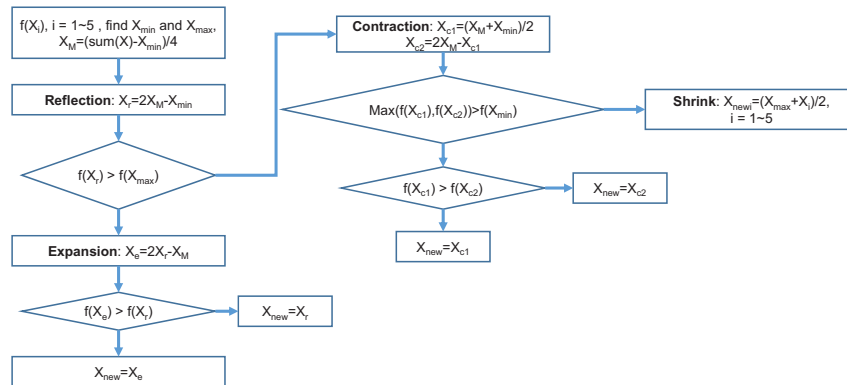 f(Xi), i = 1~5 , find Xmin and Xmax,
XM=(sum(X)-Xmin)/4
Reflection: Xr=2XM-Xmin
f(Xr) > f(Xmax)
Expansion: Xe=2Xr-XM
f(Xe) > f(Xr)
Xnew=Xr
Xnew=Xe
Contraction: Xc1=(XM+Xmin)/2
Xc2=2XM-Xc1
Max(f(Xc1),f(Xc2))>f(Xmin)
Shrink: Xnewi=(Xmax+Xi)/2,
i = 1~5
f(Xc1) > f(Xc2)
Xnew=Xc2
Xnew=Xc1